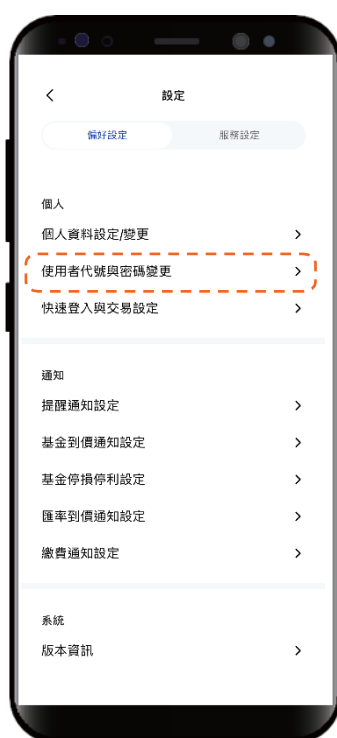 設定
偏好設定
服務設定
個人
個人資料設定/變更
使用者代號與密碼變更
快速登入與交易設定
通知
提醒通知設定
基金到價通知設定
基金停損停利設定
匯率到價通知設定
繳費通知設定
系統
版本資訊